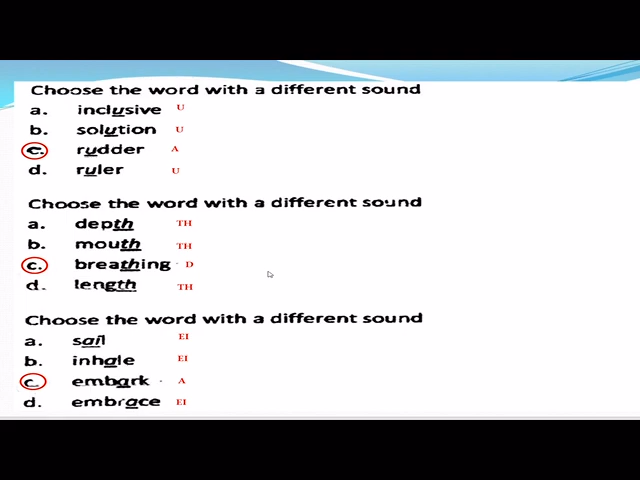 Choose the word with a different sound
a. inclusive U
b. solution U
c. rudder A
d. ruler U
Choose the word with a different sound
a. depth TH
b. mouth TH
c. breathing D
d. length TH
Choose the word with a different sound
a. sail EI
b. inhale EI
c. embark A
d. embrace EI